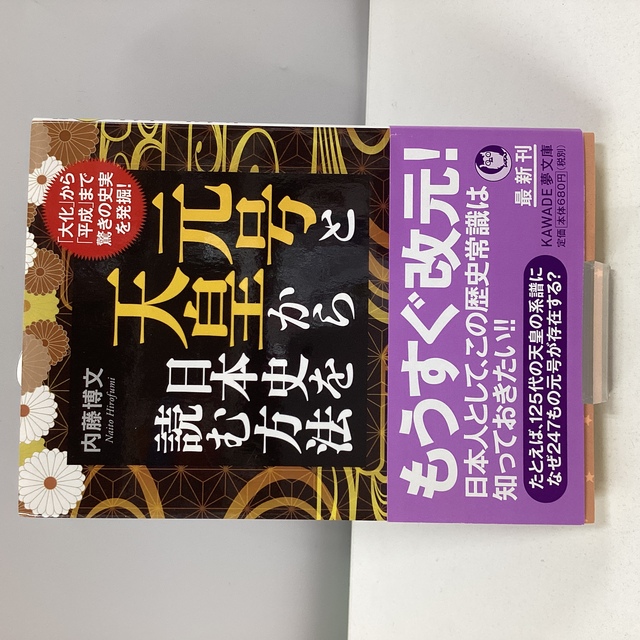 「大化」から
「平成」まで
驚きの史実
を発掘!
元号と
天皇から
日本史を
読む方法
内藤博文
Naito Hirofumi
もうすぐ改元!
日本人として、この歴史常識は
知っておきたい!!
たとえば、125代の天皇の系譜に
なぜ247もの元号が存在する?
最新刊
KAWADE夢文庫
定価 本体680円(税別)